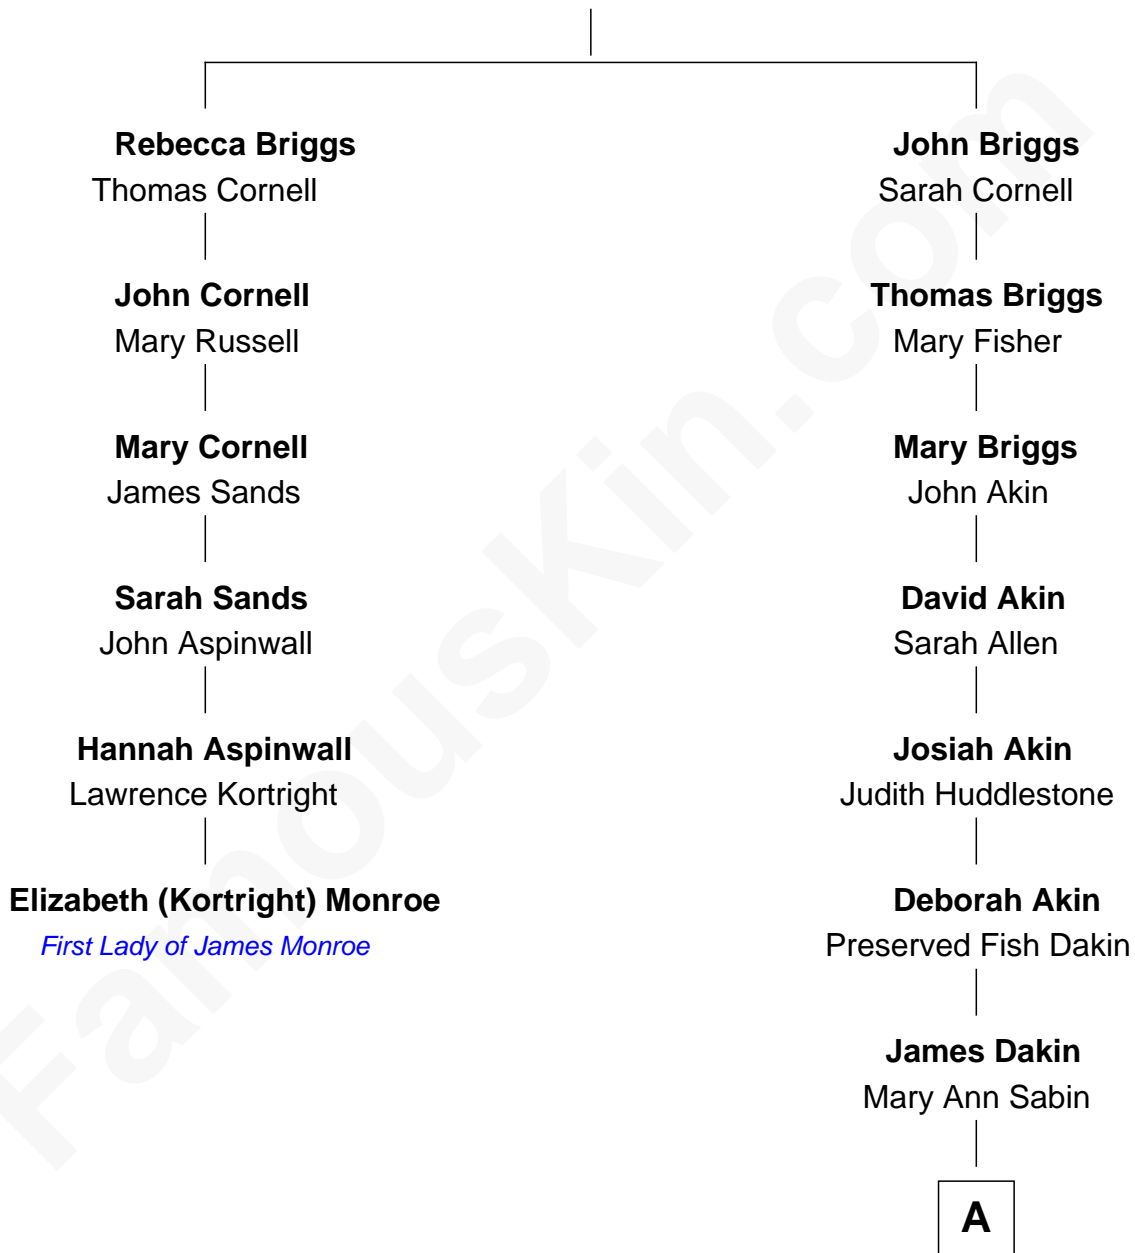 Rebecca Briggs
Thomas Cornell
John Cornell
Mary Russell
Mary Cornell
James Sands
Sarah Sands
John Aspinwall
Hannah Aspinwall
Lawrence Kortright
Elizabeth (Kortright) Monroe
First Lady of James Monroe
John Briggs
Sarah Cornell
Thomas Briggs
Mary Fisher
Mary Briggs
John Akin
David Akin
Sarah Allen
Josiah Akin
Judith Huddlestone
Deborah Akin
Preserved Fish Dakin
James Dakin
Mary Ann Sabin
A
FamousKin.com